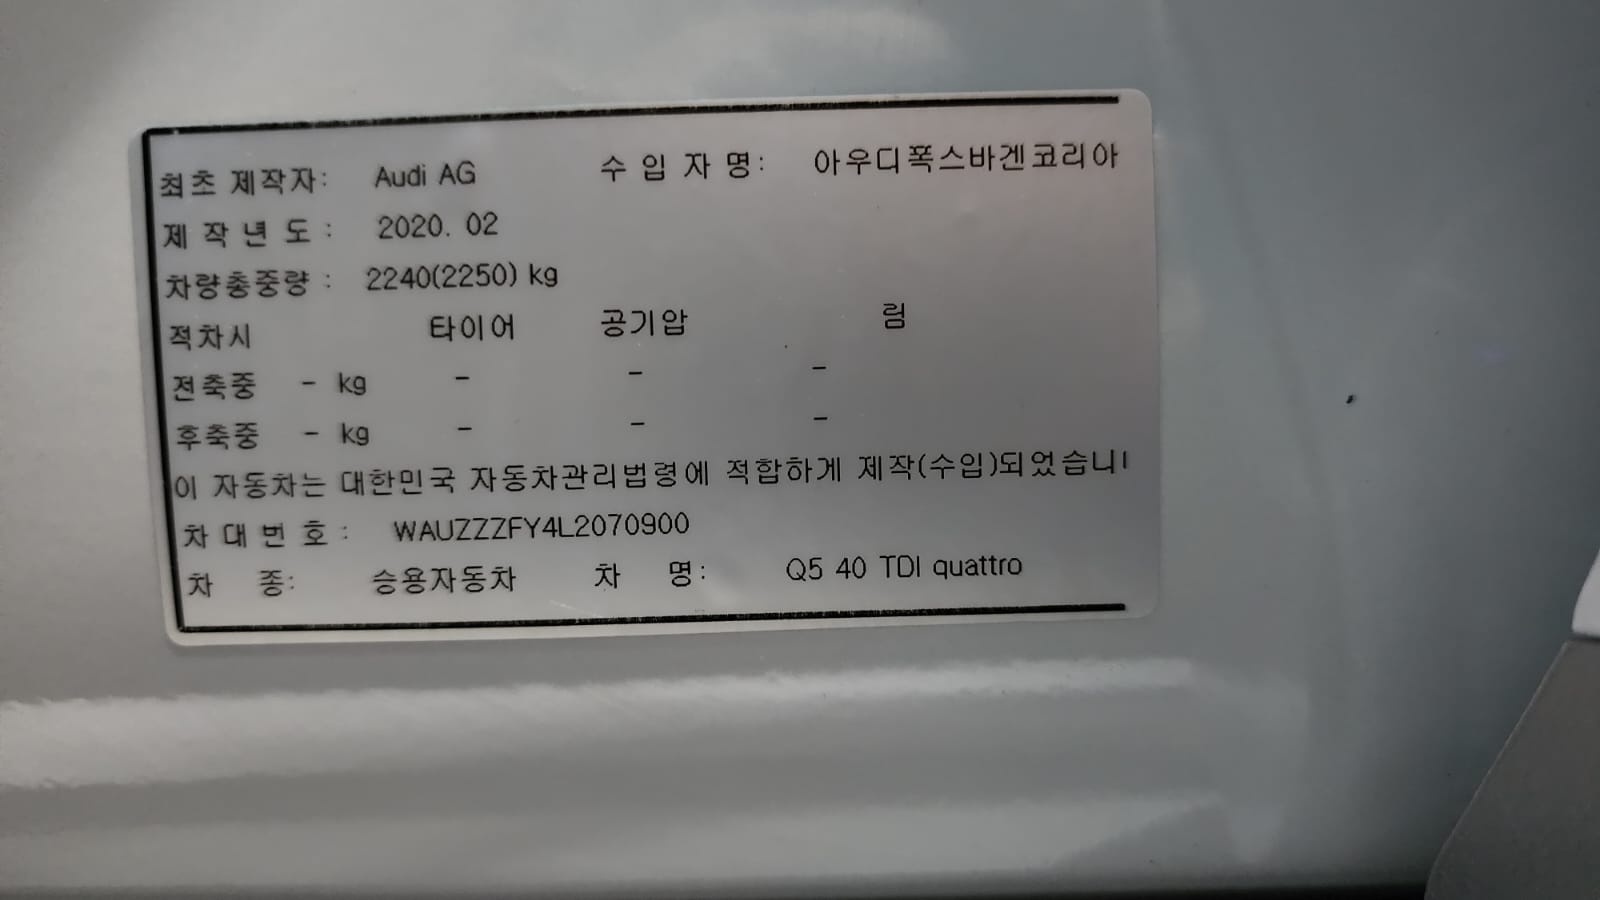 최초 제작자: Audi AG 수 입 자 명: 아우디폭스바겐코리아
제 작 년 도 : 2020. 02
차량총중량 : 2240(2250) kg
적차시 타이어 공기압 림
전축중 - kg - - -
후축중 - kg - - -
이 자동차는 대한민국 자동차관리법령에 적합하게 제작(수입)되었습니
차 대 번 호 : WAUZZZFY4L2070900
차 종: 승용자동차 차 명: Q5 40 TDI quattro